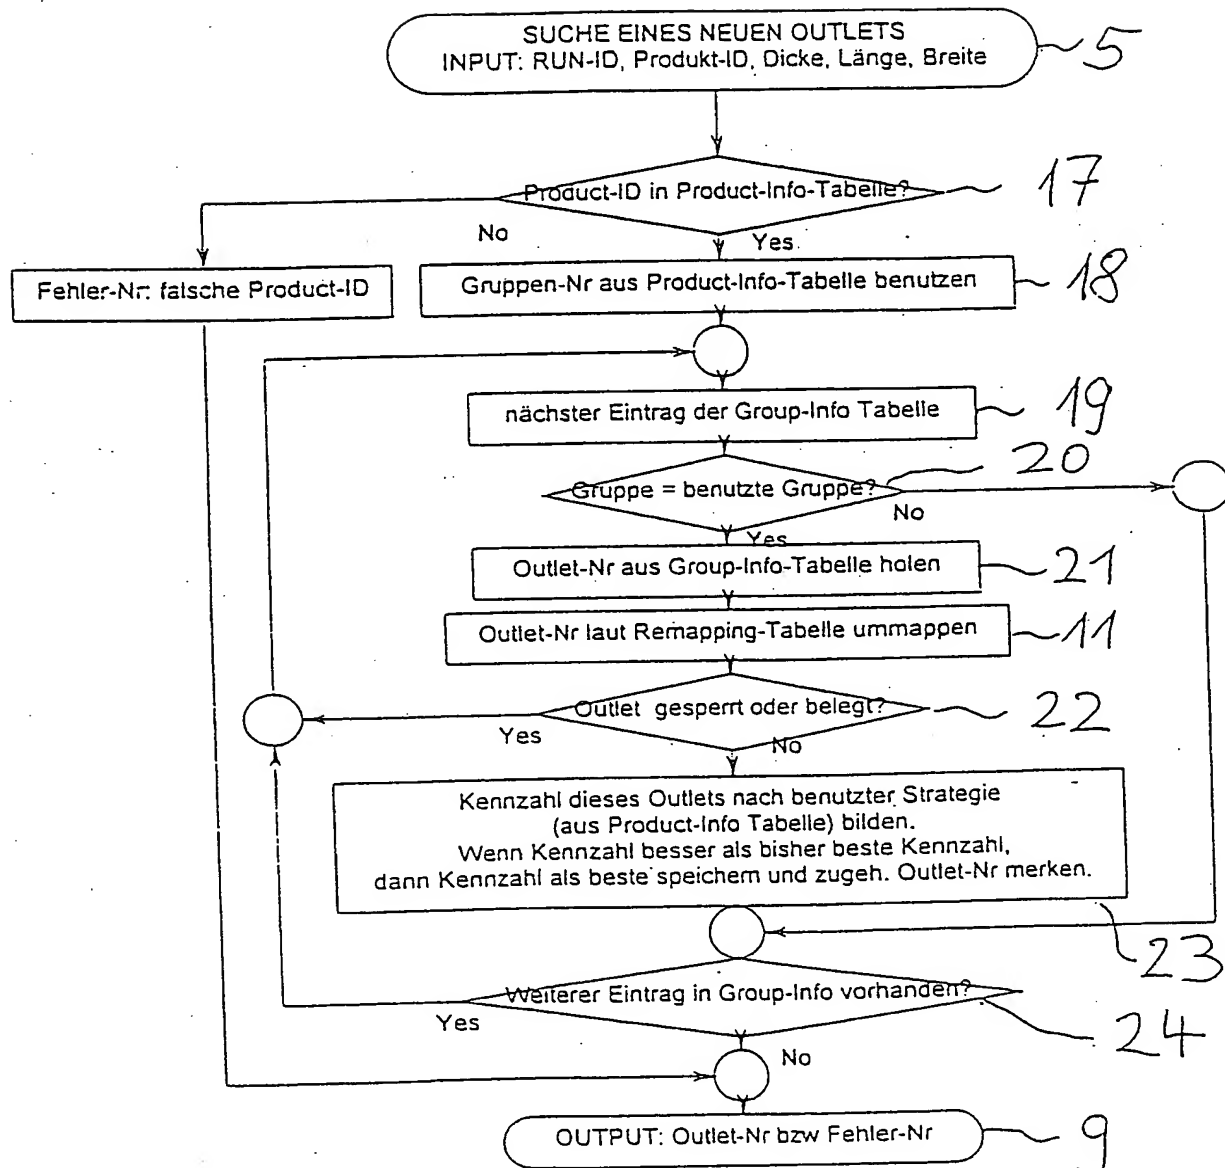 SUCHE EINES NEUEN OUTLETS
INPUT: RUN-ID, Produkt-ID, Dicke, Länge, Breite
5
Product-ID in Product-Info-Tabelle?
17
No
Yes
Fehler-Nr: falsche Product-ID
Gruppen-Nr aus Product-Info-Tabelle benutzen
18
nächster Eintrag der Group-Info Tabelle
19
Gruppe = benutzte Gruppe?
20
No
Yes
Outlet-Nr aus Group-Info-Tabelle holen
21
Outlet-Nr laut Remapping-Tabelle ummappen
11
Outlet gesperrt oder belegt?
22
Yes
No
Kennzahl dieses Outlets nach benutzter Strategie
(aus Product-Info Tabelle) bilden.
Wenn Kennzahl besser als bisher beste Kennzahl,
dann Kennzahl als beste speichern und zugeh. Outlet-Nr merken.
23
Weiterer Eintrag in Group-Info vorhanden?
24
Yes
No
OUTPUT: Outlet-Nr bzw Fehler-Nr
9